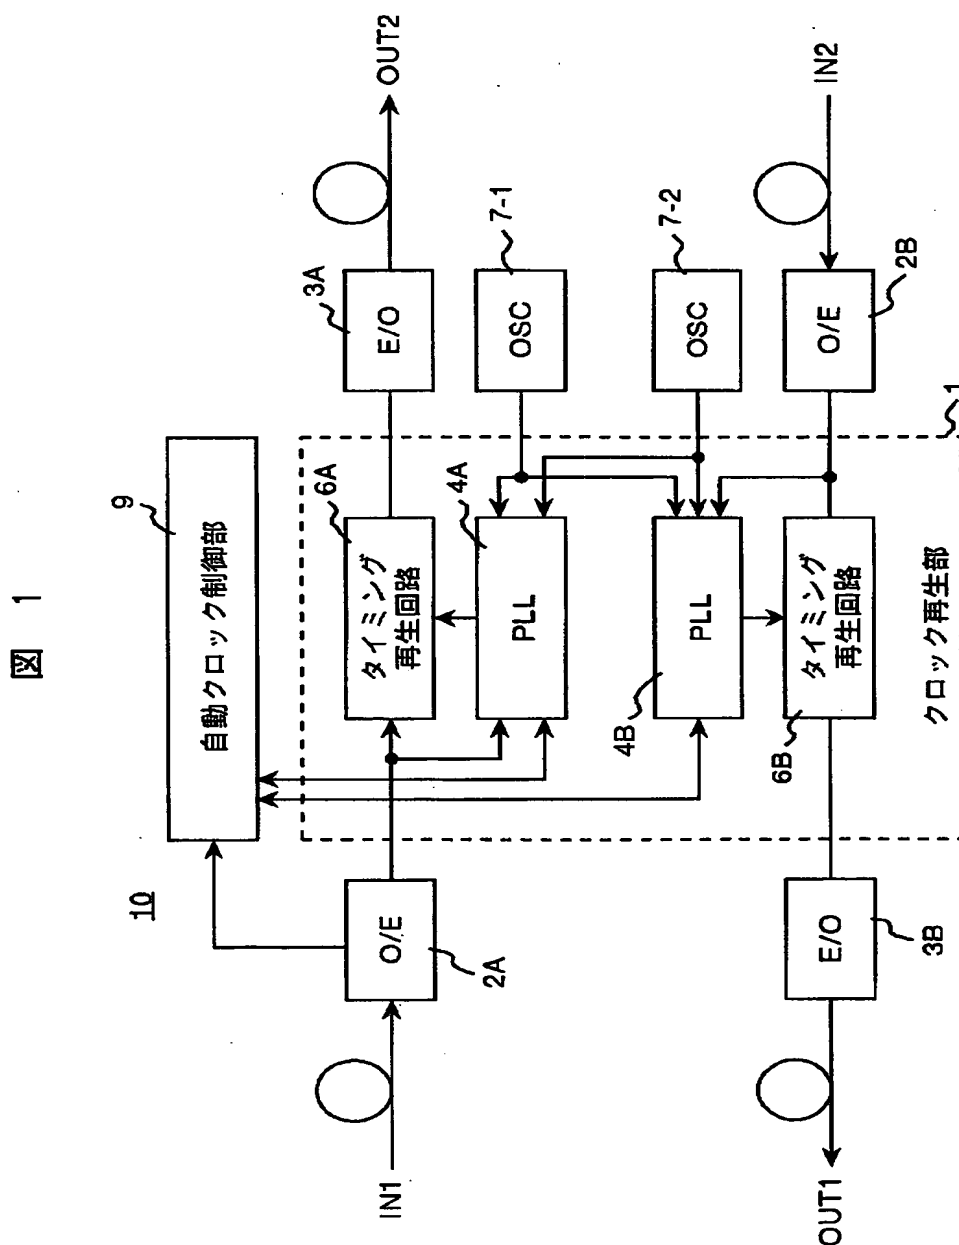 図 1
10
9
自動クロック制御部
IN1
O/E
2A
6A
タイミング
再生回路
4A
PLL
3A
E/O
OUT2
7-1
OSC
7-2
OSC
4B
PLL
6B
タイミング
再生回路
クロック再生部
1
OUT1
E/O
3B
O/E
2B
IN2